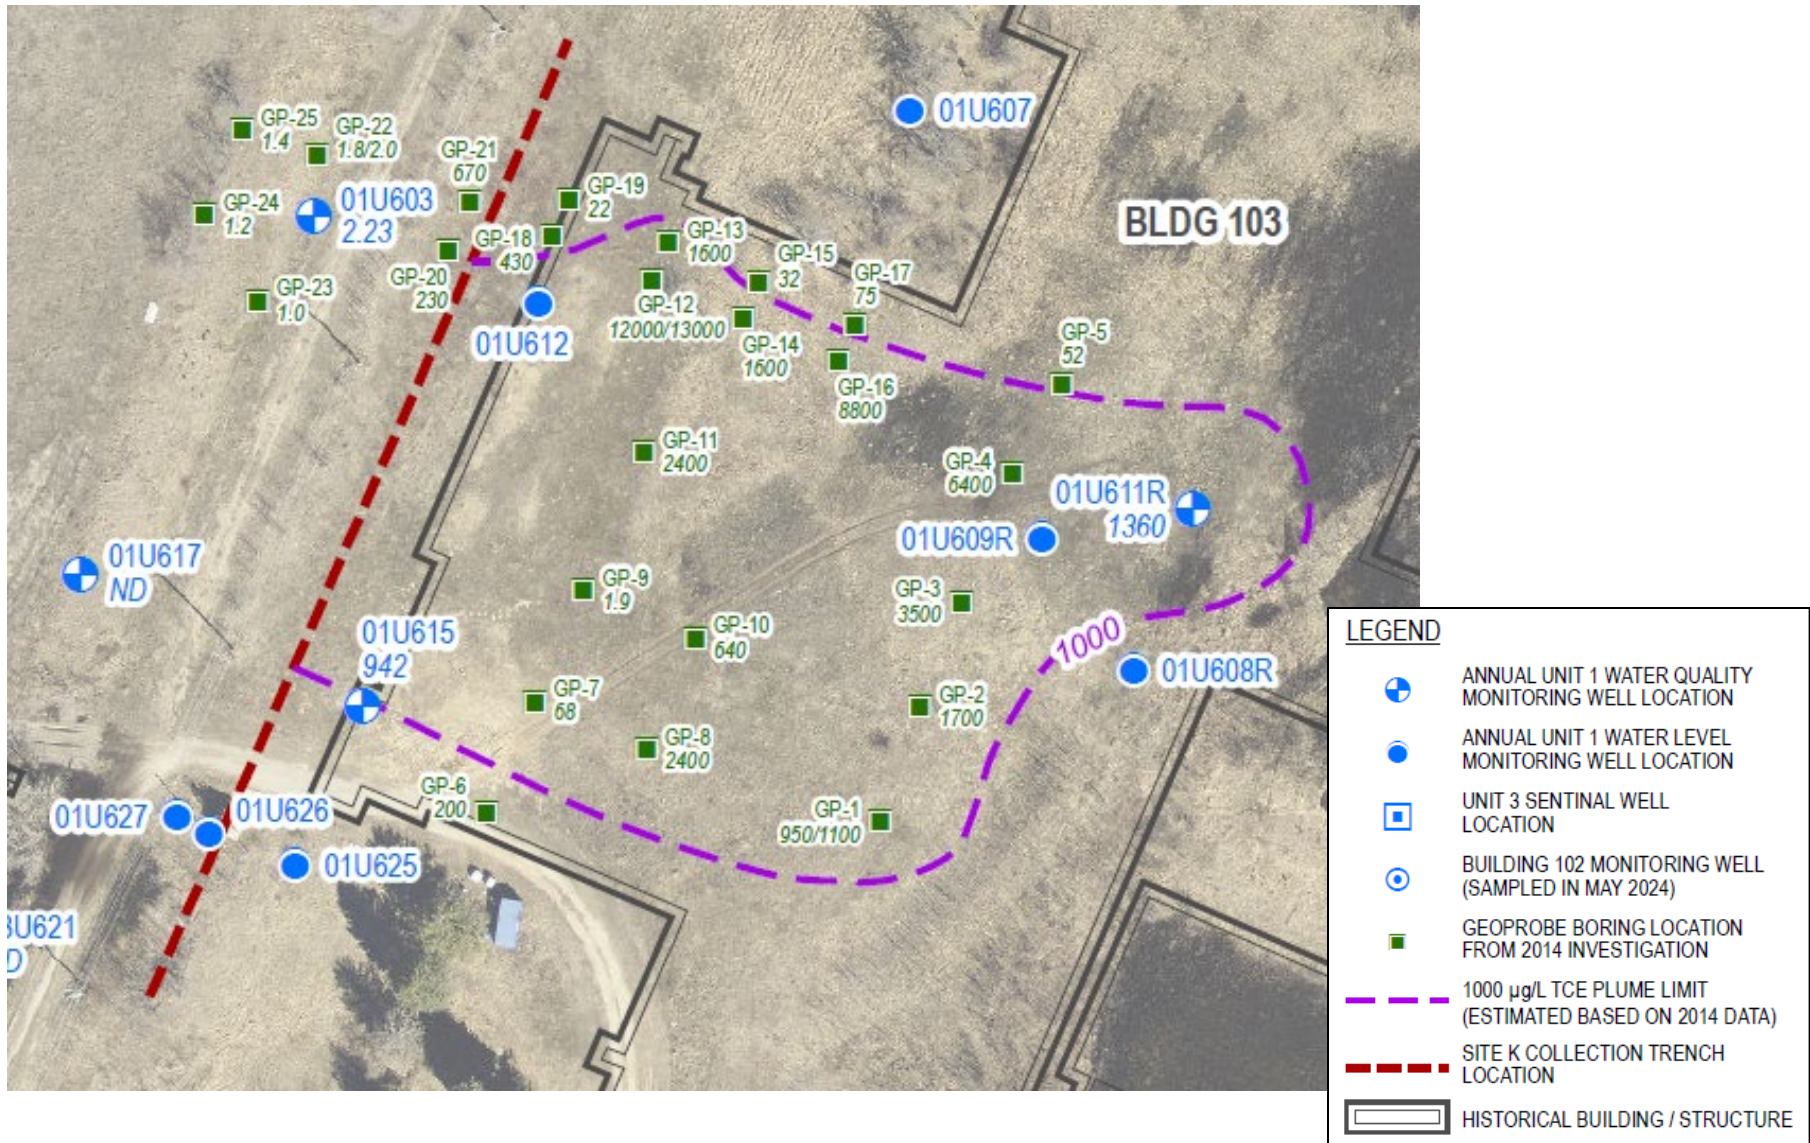 GP-25
1.4
GP-22
1.8/2.0
GP-21
670
01U607
GP-24
1.2
01U603
2.23
GP-19
22
GP-18
430
GP-13
1600
BLDG 103
GP-23
1.0
GP-20
230
GP-15
32
GP-17
75
01U612
GP-12
12000/13000
GP-14
1600
GP-5
52
GP-16
8800
GP-11
2400
GP-4
6400
01U611R
1360
01U609R
01U617
ND
GP-9
1.9
GP-3
3500
01U615
942
GP-10
640
1000
01U608R
GP-7
68
GP-2
1700
GP-8
2400
GP-6
200
GP-1
950/1100
01U627
01U626
01U625
3U621
D
LEGEND
ANNUAL UNIT 1 WATER QUALITY
MONITORING WELL LOCATION
ANNUAL UNIT 1 WATER LEVEL
MONITORING WELL LOCATION
UNIT 3 SENTINAL WELL
LOCATION
BUILDING 102 MONITORING WELL
(SAMPLED IN MAY 2024)
GEOPROBE BORING LOCATION
FROM 2014 INVESTIGATION
1000 µg/L TCE PLUME LIMIT
(ESTIMATED BASED ON 2014 DATA)
SITE K COLLECTION TRENCH
LOCATION
HISTORICAL BUILDING / STRUCTURE